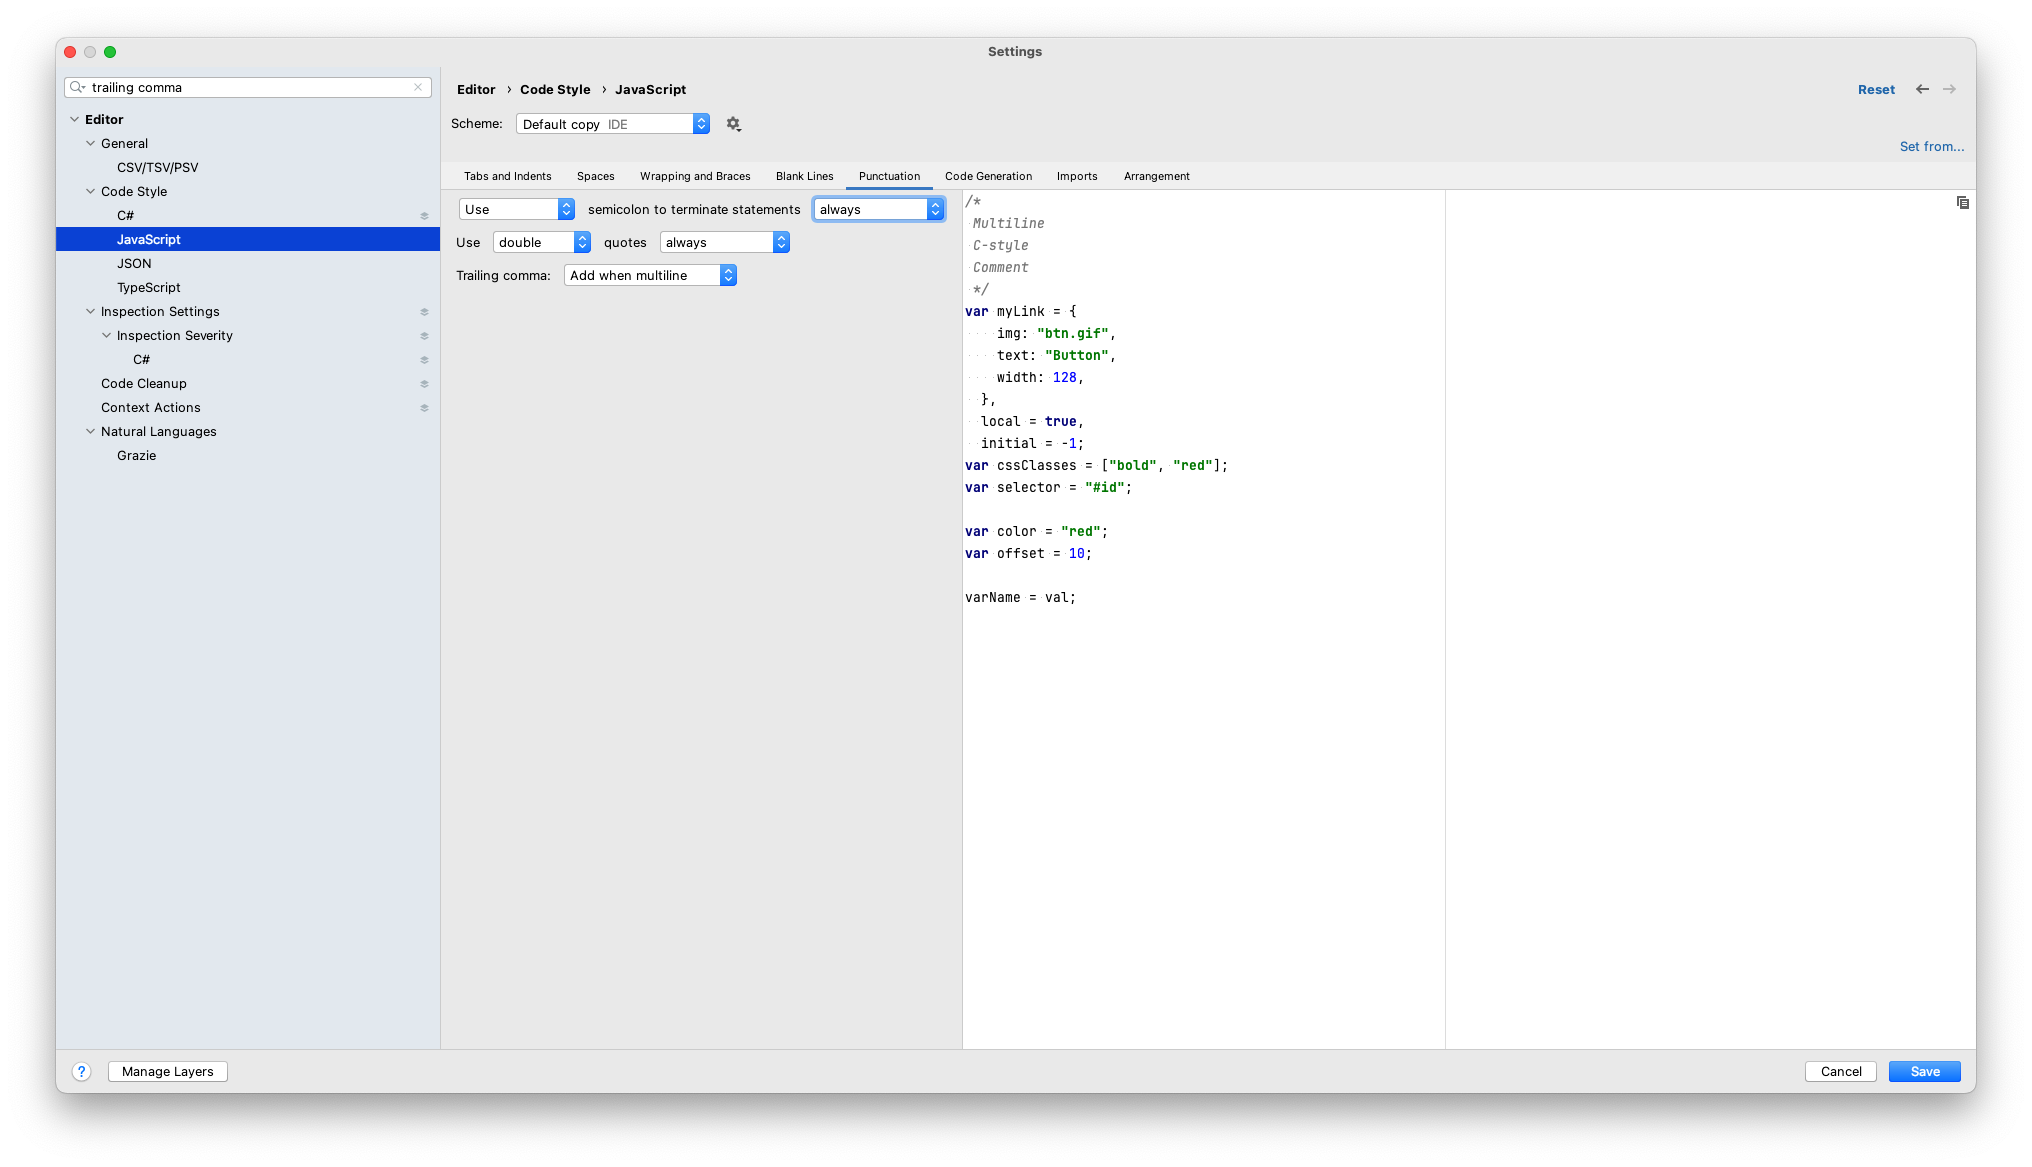 Settings
trailing comma
Editor
General
CSV/TSV/PSV
Code Style
C#
JavaScript
JSON
TypeScript
Inspection Settings
Inspection Severity
C#
Code Cleanup
Context Actions
Natural Languages
Grazie
Editor › Code Style › JavaScript
Reset
Scheme: Default copy IDE
Set from...
Tabs and Indents Spaces Wrapping and Braces Blank Lines Punctuation Code Generation Imports Arrangement
Use semicolon to terminate statements always
Use double quotes always
Trailing comma: Add when multiline
/*
Multiline
C-style
Comment
*/
var myLink = {
img: "btn.gif",
text: "Button",
width: 128,
},
local = true,
initial = -1;
var cssClasses = ["bold", "red"];
var selector = "#id";
var color = "red";
var offset = 10;
varName = val;
? Manage Layers
Cancel Save